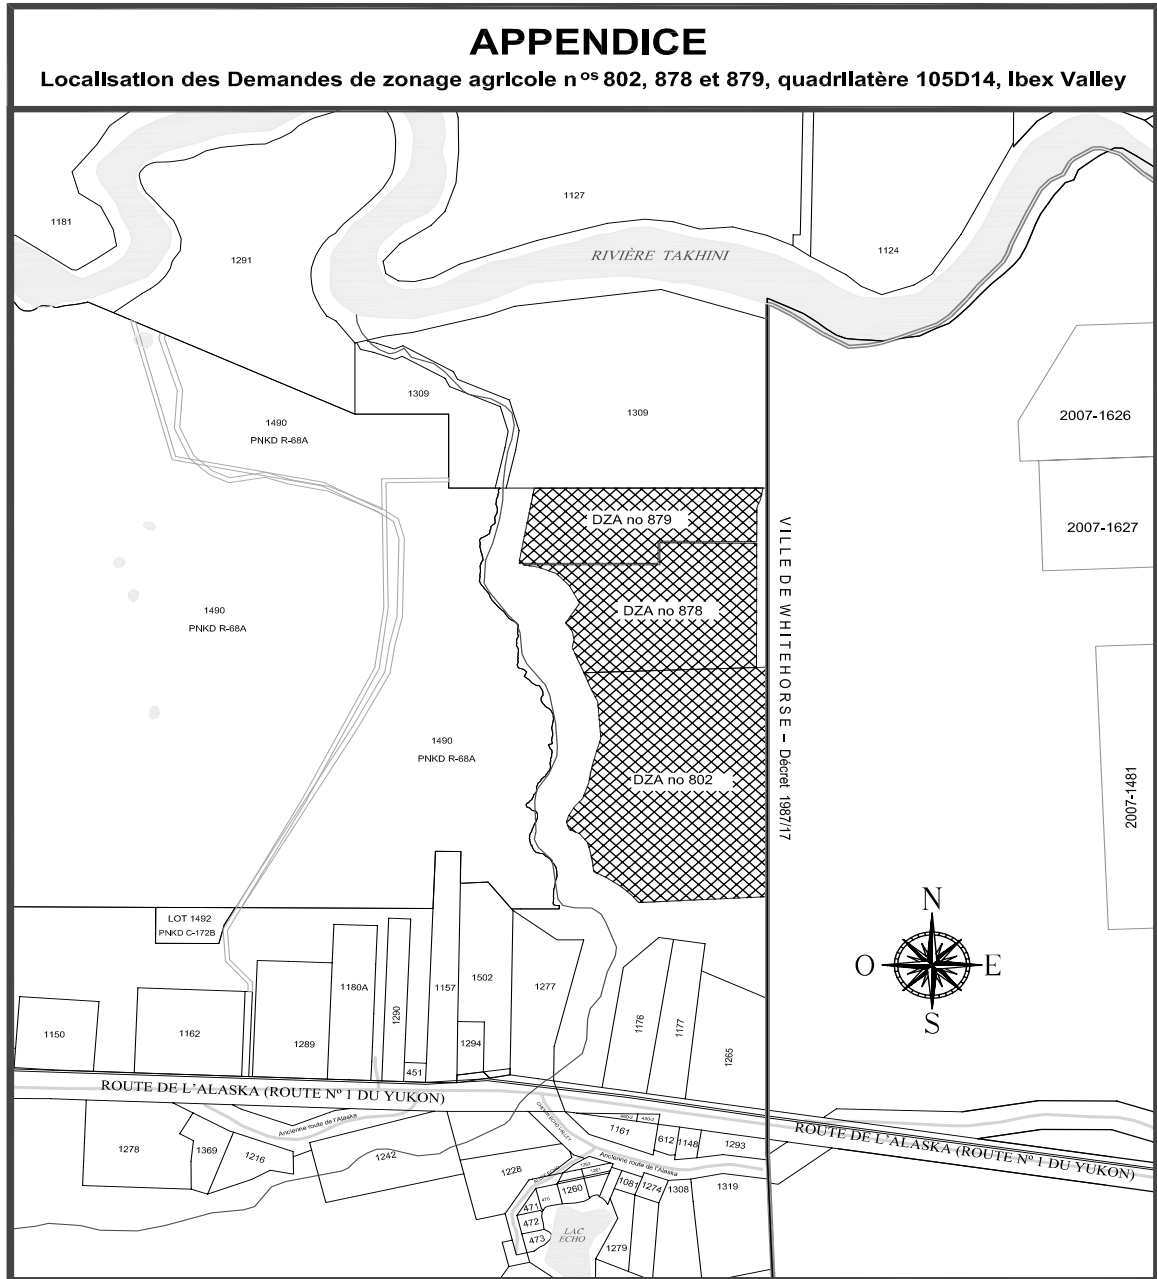 APPENDICE
Localisation des Demandes de zonage agricole nos 802, 878 et 879, quadrilatère 105D14, Ibex Valley
1181
1291
1127
RIVIÈRE TAKHINI
1124
1309
1309
1490
PNKD R-68A
2007-1626
2007-1627
DZA no 879
DZA no 878
DZA no 802
VILLE DE WHITEHORSE – Décret 1987/17
1490
PNKD R-68A
1490
PNKD R-68A
2007-1481
LOT 1492
PNKD C-172B
N
O
E
S
1150
1162
1289
1180A
1290
451
1157
1502
1294
1277
1176
1177
1265
ROUTE DE L'ALASKA (ROUTE Nº 1 DU YUKON)
ROUTE DE L'ALASKA (ROUTE Nº 1 DU YUKON)
Ancienne route de l'Alaska
CHEMIN ECHO VALLEY
Ancienne route de l'Alaska
1278
1369
1216
1242
1228
1161
612
1148
1293
1260
1081
1274
1308
1319
471
472
473
LAC
ECHO
1279